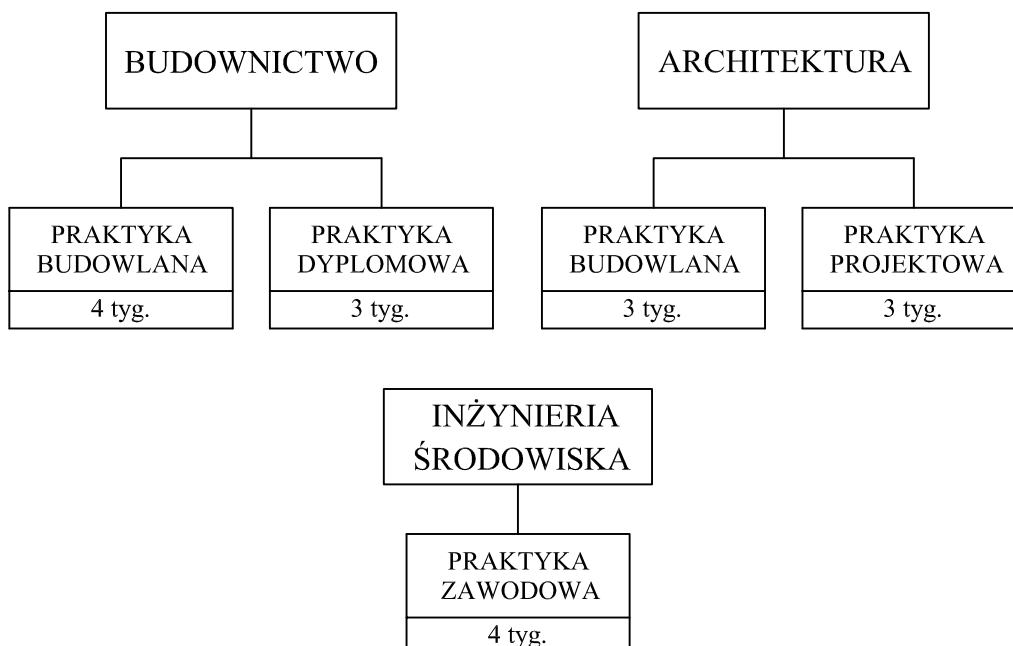 BUDOWNICTWO
PRAKTYKA
BUDOWLANA
4 tyg.
PRAKTYKA
DYPLOMOWA
3 tyg.
ARCHITEKTURA
PRAKTYKA
BUDOWLANA
3 tyg.
PRAKTYKA
PROJEKTOWA
3 tyg.
INŻYNIERIA
ŚRODOWISKA
PRAKTYKA
ZAWODOWA
4 tyg.